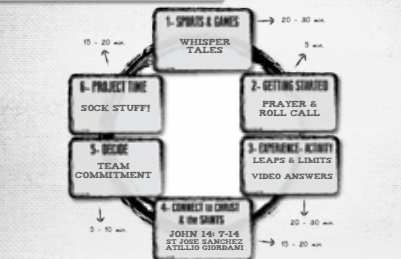 1- SPORTS & GAMES
WHISPER
TALES
20 - 30 min
5 min
2- GETTING STARTED
PRAYER &
ROLL CALL
3- EXPERIENCE- ACTIVITY
LEAPS & LIMITS
VIDEO ANSWERS
20 - 30 min
4- CONNECT to CHRIST
& the SAINTS
JOHN 14: 7-14
ST JOSE SANCHEZ
ATILLIO GIORDANI
15 - 20 min
5- DECIDE
TEAM
COMMITMENT
5 - 10 min
6- PROJECT TIME
SOCK STUFF!
15 - 20 min